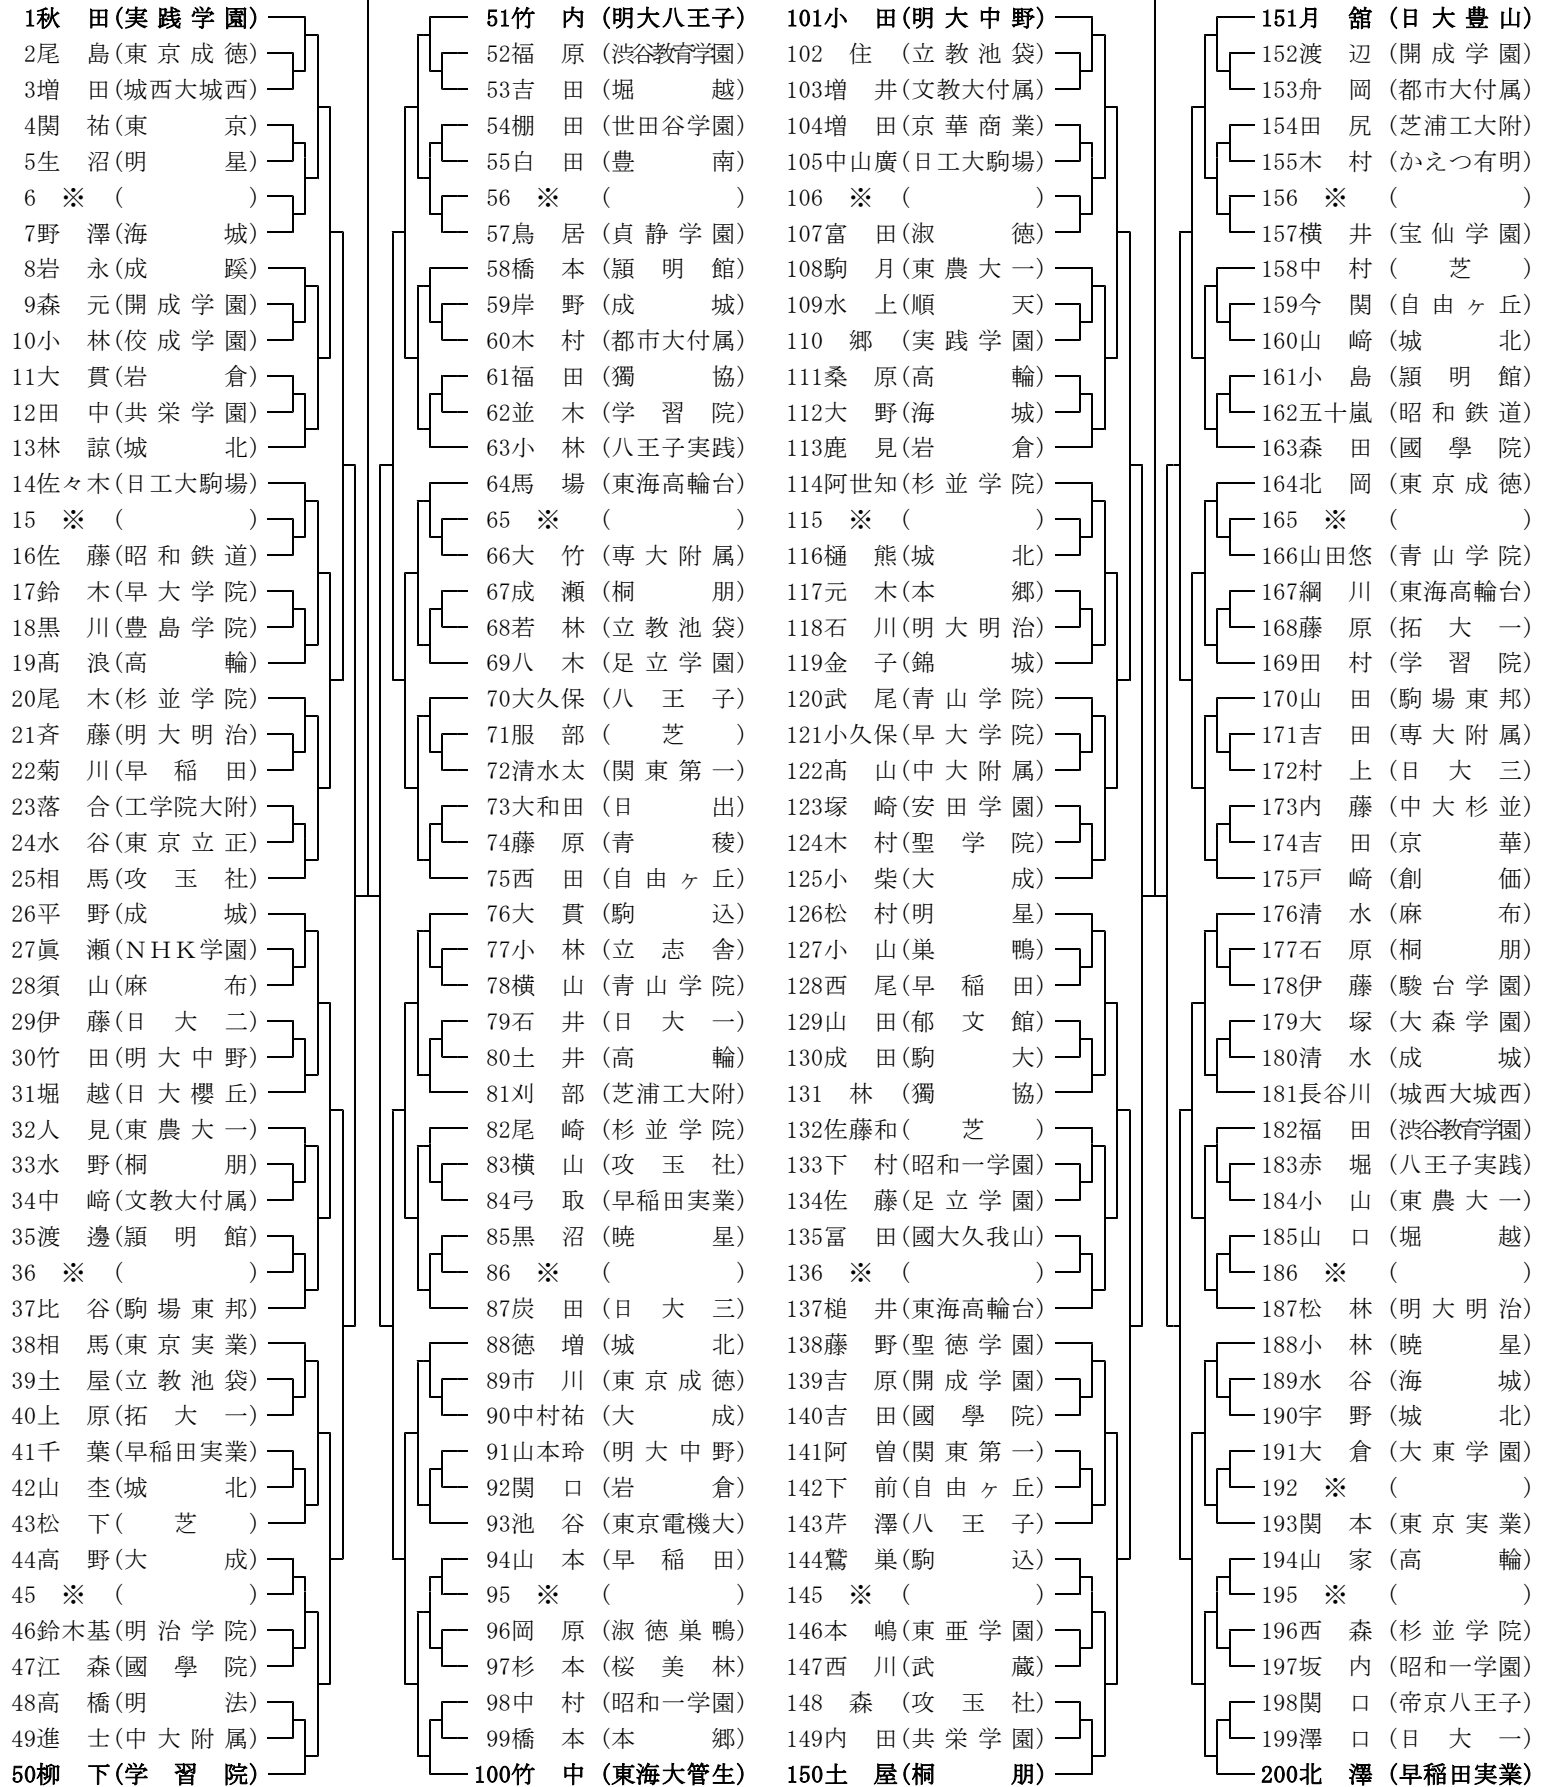 1秋 田(実践学園)
2尾 島(東京成徳)
3増 田(城西大城西)
4関 祐(東 京)
5生 沼(明 星)
6 ※ ( )
7野 澤(海 城)
8岩 永(成 蹊)
9森 元(開成学園)
10小 林(佼成学園)
11大 貫(岩 倉)
12田 中(共栄学園)
13林 諒(城 北)
14佐々木(日工大駒場)
15 ※ ( )
16佐 藤(昭和鉄道)
17鈴 木(早大学院)
18黒 川(豊島学院)
19髙 浪(高 輪)
20尾 木(杉並学院)
21斉 藤(明大明治)
22菊 川(早 稲 田)
23落 合(工学院大附)
24水 谷(東京立正)
25相 馬(攻 玉 社)
26平 野(成 城)
27眞 瀬(NHK学園)
28須 山(麻 布)
29伊 藤(日 大 二)
30竹 田(明大中野)
31堀 越(日大櫻丘)
32人 見(東農大一)
33水 野(桐 朋)
34中 﨑(文教大付属)
35渡 邊(穎 明 館)
36 ※ ( )
37比 谷(駒場東邦)
38相 馬(東京実業)
39土 屋(立教池袋)
40上 原(拓 大 一)
41千 葉(早稲田実業)
42山 杢(城 北)
43松 下( 芝 )
44高 野(大 成)
45 ※ ( )
46鈴木基(明治学院)
47江 森(國 學 院)
48高 橋(明 法)
49進 士(中大附属)
50柳 下(学 習 院)
51竹 内(明大八王子)
52福 原(渋谷教育学園)
53吉 田(堀 越)
54棚 田(世田谷学園)
55白 田(豊 南)
56 ※ ( )
57鳥 居(貞静学園)
58橋 本(穎 明 館)
59岸 野(成 城)
60木 村(都市大付属)
61福 田(獨 協)
62並 木(学 習 院)
63小 林(八王子実践)
64馬 場(東海高輪台)
65 ※ ( )
66大 竹(専大附属)
67成 瀬(桐 朋)
68若 林(立教池袋)
69八 木(足立学園)
70大久保(八 王 子)
71服 部( 芝 )
72清水太(関東第一)
73大和田(日 出)
74藤 原(青 稜)
75西 田(自由ヶ丘)
76大 貫(駒 込)
77小 林(立 志 舎)
78横 山(青山学院)
79石 井(日 大 一)
80土 井(高 輪)
81刈 部(芝浦工大附)
82尾 崎(杉並学院)
83横 山(攻 玉 社)
84弓 取(早稲田実業)
85黒 沼(暁 星)
86 ※ ( )
87炭 田(日 大 三)
88徳 増(城 北)
89市 川(東京成徳)
90中村祐(大 成)
91山本玲(明大中野)
92関 口(岩 倉)
93池 谷(東京電機大)
94山 本(早 稲 田)
95 ※ ( )
96岡 原(淑徳巣鴨)
97杉 本(桜 美 林)
98中 村(昭和一学園)
99橋 本(本 郷)
100竹 中(東海大管生)
101小 田(明大中野)
102 住 (立教池袋)
103増 井(文教大付属)
104増 田(京華商業)
105中山廣(日工大駒場)
106 ※ ( )
107富 田(淑 徳)
108駒 月(東農大一)
109水 上(順 天)
110 郷 (実践学園)
111桑 原(高 輪)
112大 野(海 城)
113鹿 見(岩 倉)
114阿世知(杉並学院)
115 ※ ( )
116樋 熊(城 北)
117元 木(本 郷)
118石 川(明大明治)
119金 子(錦 城)
120武 尾(青山学院)
121小久保(早大学院)
122髙 山(中大附属)
123塚 崎(安田学園)
124木 村(聖 学 院)
125小 柴(大 成)
126松 村(明 星)
127小 山(巣 鴨)
128西 尾(早 稲 田)
129山 田(郁 文 館)
130成 田(駒 大)
131 林 (獨 協)
132佐藤和( 芝 )
133下 村(昭和一学園)
134佐 藤(足立学園)
135冨 田(國大久我山)
136 ※ ( )
137槌 井(東海高輪台)
138藤 野(聖徳学園)
139吉 原(開成学園)
140吉 田(國 學 院)
141阿 曽(関東第一)
142下 前(自由ヶ丘)
143芹 澤(八 王 子)
144鷲 巣(駒 込)
145 ※ ( )
146本 嶋(東亜学園)
147西 川(武 蔵)
148 森 (攻 玉 社)
149内 田(共栄学園)
150土 屋(桐 朋)
151月 舘(日大豊山)
152渡 辺(開成学園)
153舟 岡(都市大付属)
154田 尻(芝浦工大附)
155木 村(かえつ有明)
156 ※ ( )
157横 井(宝仙学園)
158中 村( 芝 )
159今 関(自由ヶ丘)
160山 﨑(城 北)
161小 島(穎 明 館)
162五十嵐(昭和鉄道)
163森 田(國 學 院)
164北 岡(東京成徳)
165 ※ ( )
166山田悠(青山学院)
167綱 川(東海高輪台)
168藤 原(拓 大 一)
169田 村(学 習 院)
170山 田(駒場東邦)
171吉 田(専大附属)
172村 上(日 大 三)
173内 藤(中大杉並)
174吉 田(京 華)
175戸 﨑(創 価)
176清 水(麻 布)
177石 原(桐 朋)
178伊 藤(駿台学園)
179大 塚(大森学園)
180清 水(成 城)
181長谷川(城西大城西)
182福 田(渋谷教育学園)
183赤 堀(八王子実践)
184小 山(東農大一)
185山 口(堀 越)
186 ※ ( )
187松 林(明大明治)
188小 林(暁 星)
189水 谷(海 城)
190宇 野(城 北)
191大 倉(大東学園)
192 ※ ( )
193関 本(東京実業)
194山 家(高 輪)
195 ※ ( )
196西 森(杉並学院)
197坂 内(昭和一学園)
198関 口(帝京八王子)
199澤 口(日 大 一)
200北 澤(早稲田実業)